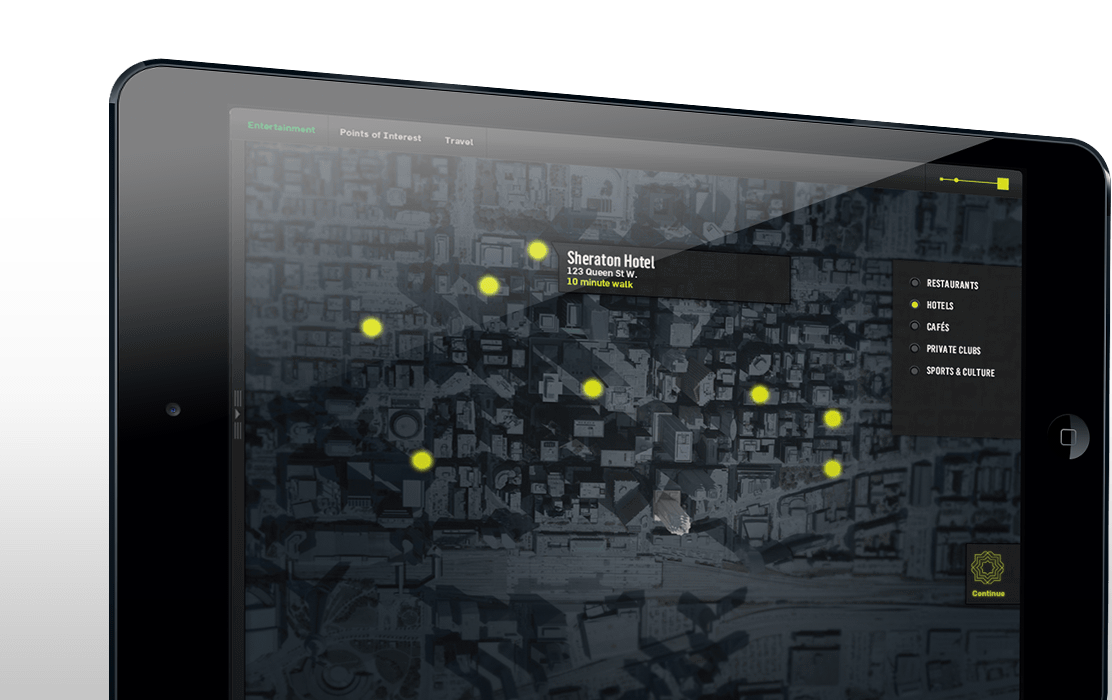 Entertainment
Points of Interest
Travel
Sheraton Hotel
123 Queen St W.
10 minute walk
RESTAURANTS
HOTELS
CAFÉS
PRIVATE CLUBS
SPORTS & CULTURE
Continue